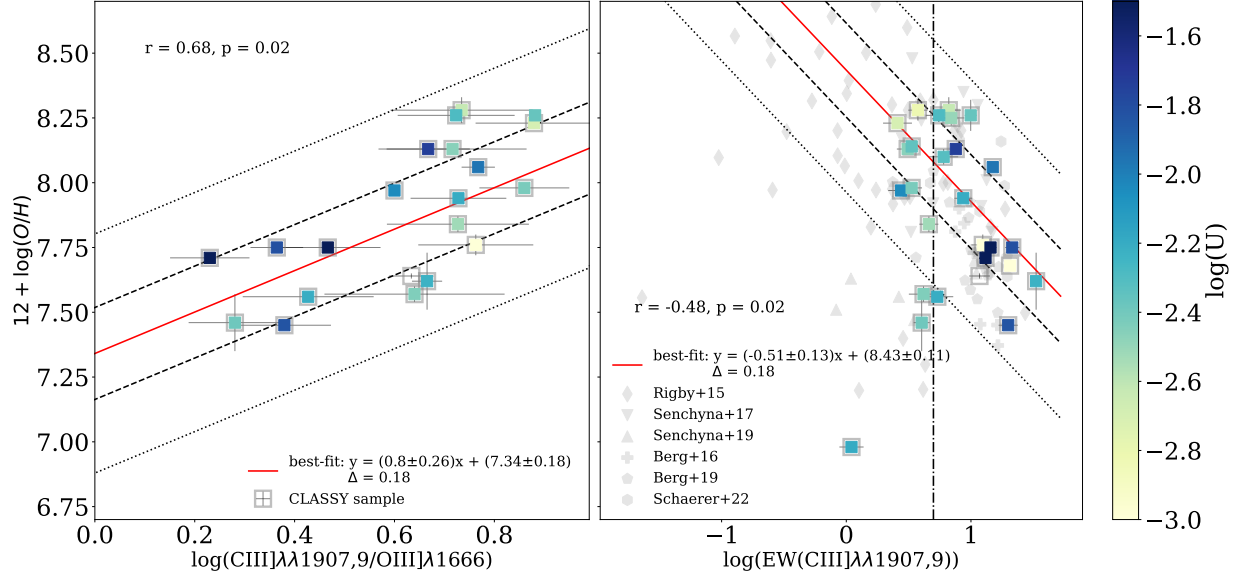 8.50
8.25
8.00
7.75
7.50
7.25
7.00
6.75
12 + log(O/H)
r = 0.68, p = 0.02
best-fit: y = (0.8±0.26)x + (7.34±0.18)
Δ = 0.18
CLASSY sample
0.0 0.2 0.4 0.6 0.8
log(CIII]λλ1907,9/OIII]λ1666)
r = -0.48, p = 0.02
best-fit: y = (-0.51±0.13)x + (8.43±0.11)
Δ = 0.18
Rigby+15
Senchyna+17
Senchyna+19
Berg+16
Berg+19
Schaerer+22
−1 0 1
log(EW(CIII]λλ1907,9))
−1.6
−1.8
−2.0
−2.2
−2.4
−2.6
−2.8
−3.0
log(U)